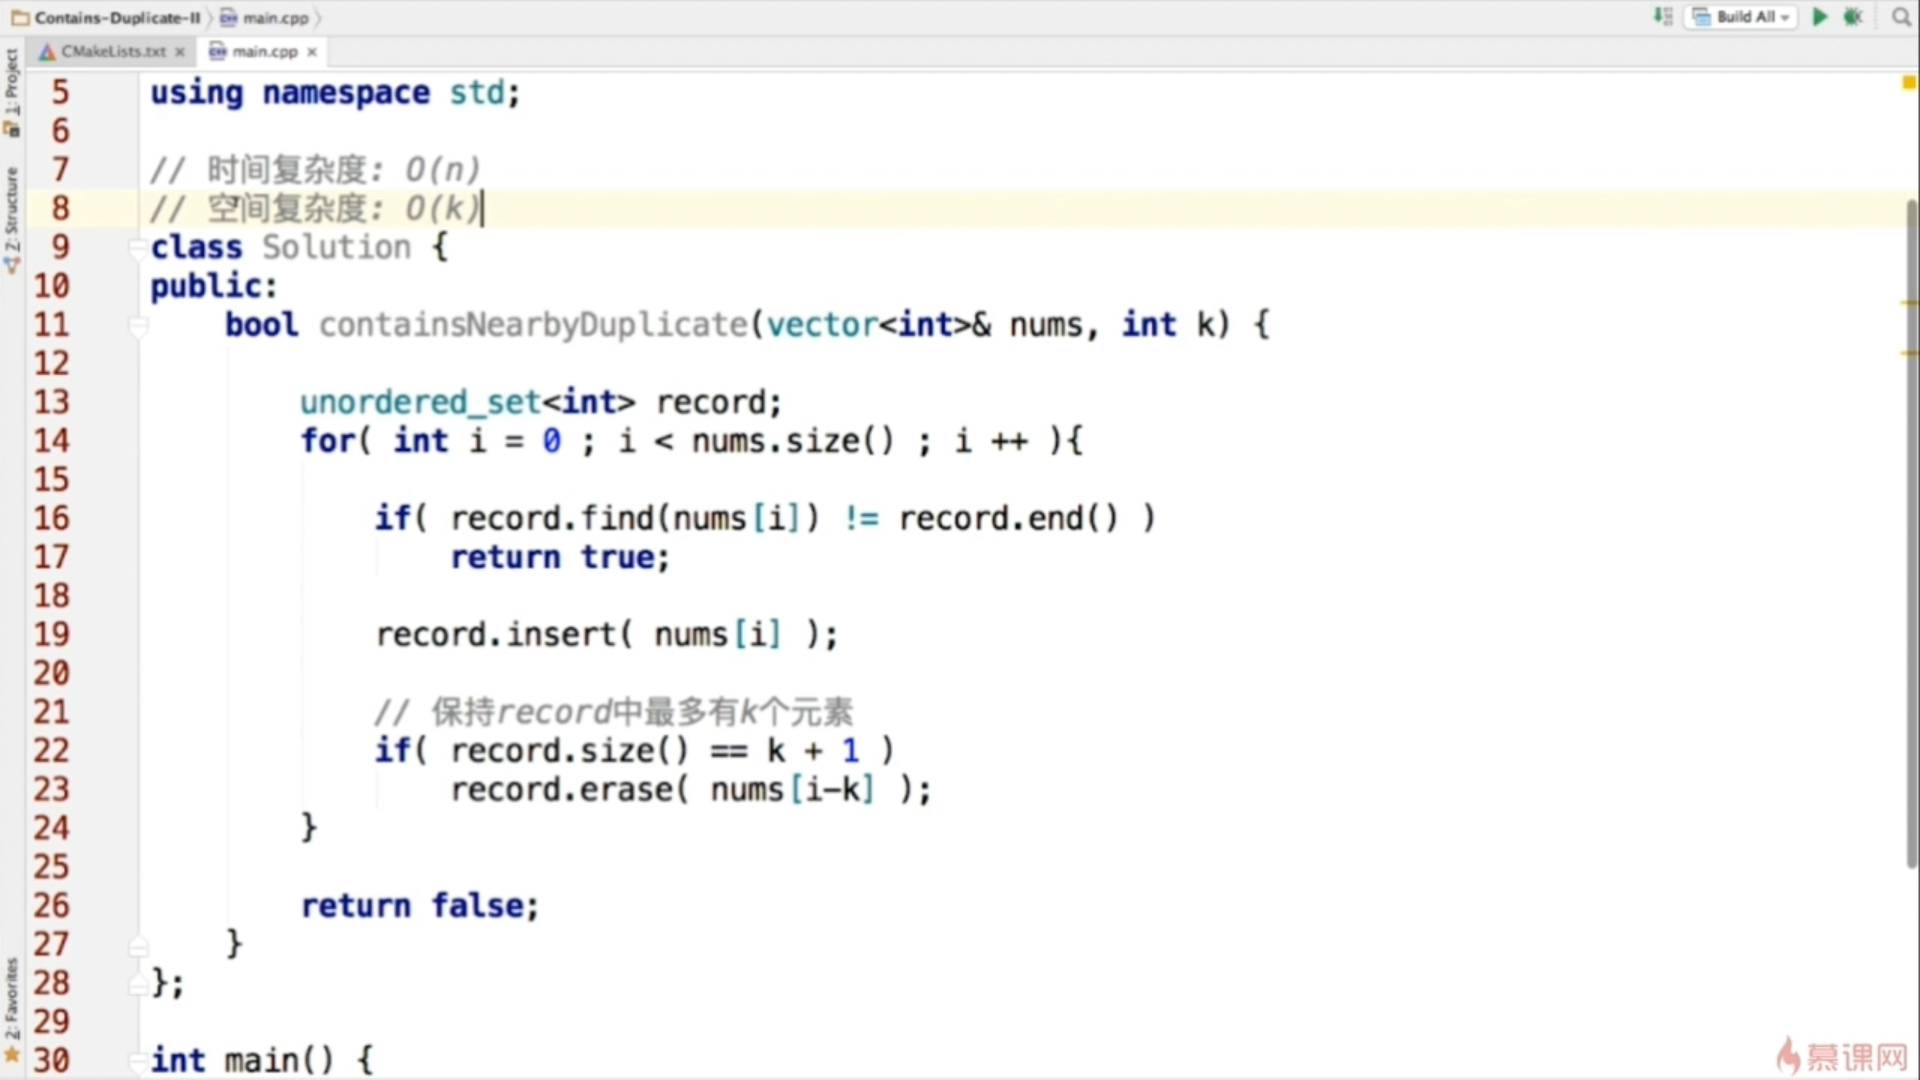 Contains-Duplicate-II
main.cpp
Build All
CMakeLists.txt
main.cpp
1: Project
Z: Structure
2: Favorites
5 using namespace std;
6
7 // 时间复杂度: O(n)
8 // 空间复杂度: O(k)
9 class Solution {
10 public:
11 bool containsNearbyDuplicate(vector<int>& nums, int k) {
12
13 unordered_set<int> record;
14 for( int i = 0 ; i < nums.size() ; i ++ ){
15
16 if( record.find(nums[i]) != record.end() )
17 return true;
18
19 record.insert( nums[i] );
20
21 // 保持record中最多有k个元素
22 if( record.size() == k + 1 )
23 record.erase( nums[i-k] );
24 }
25
26 return false;
27 }
28 };
29
30 int main() {
慕课网